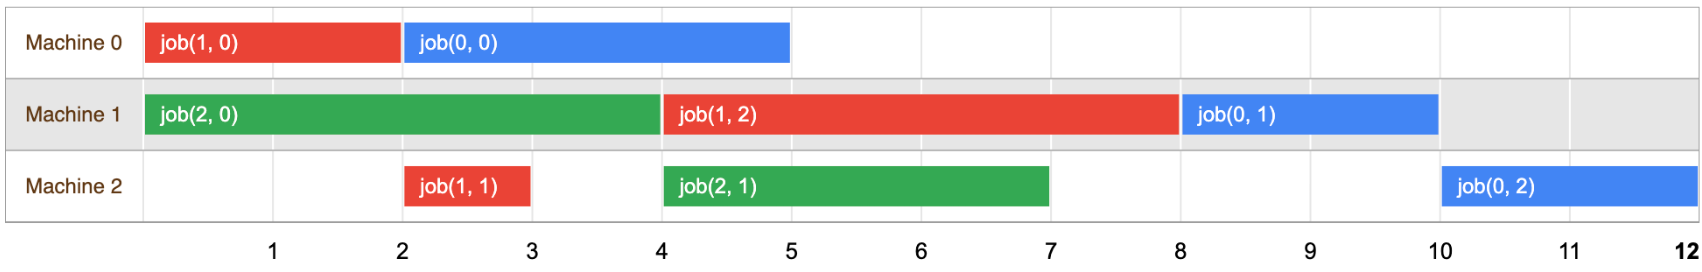 Machine 0 job(1, 0) job(0, 0)
Machine 1 job(2, 0) job(1, 2) job(0, 1)
Machine 2 job(1, 1) job(2, 1) job(0, 2)
1 2 3 4 5 6 7 8 9 10 11 12